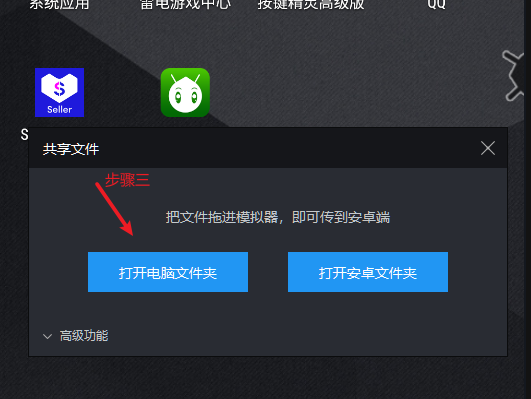 系统应用 雷电游戏中心 按键精灵高级版 QQ
$
Seller
S
共享文件
步骤三
把文件拖进模拟器，即可传到安卓端
打开电脑文件夹 打开安卓文件夹
高级功能